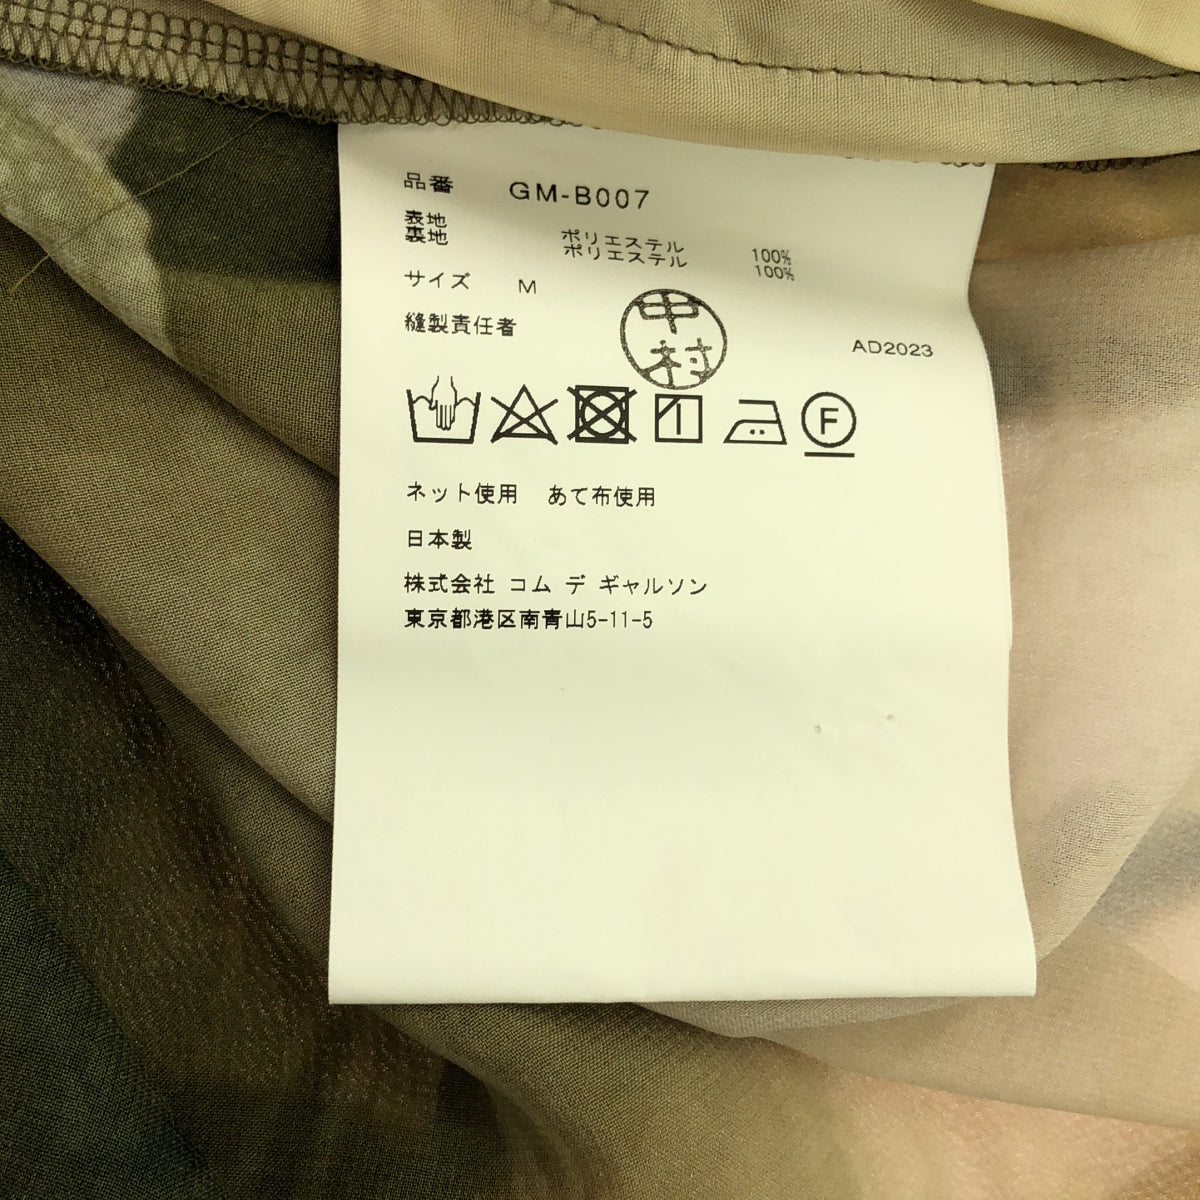 品番 GM-B007
表地 ポリエステル 100%
裏地 ポリエステル 100%
サイズ M
縫製責任者 中村 AD2023
F
ネット使用 あて布使用
日本製
株式会社 コム デ ギャルソン
東京都港区南青山5-11-5